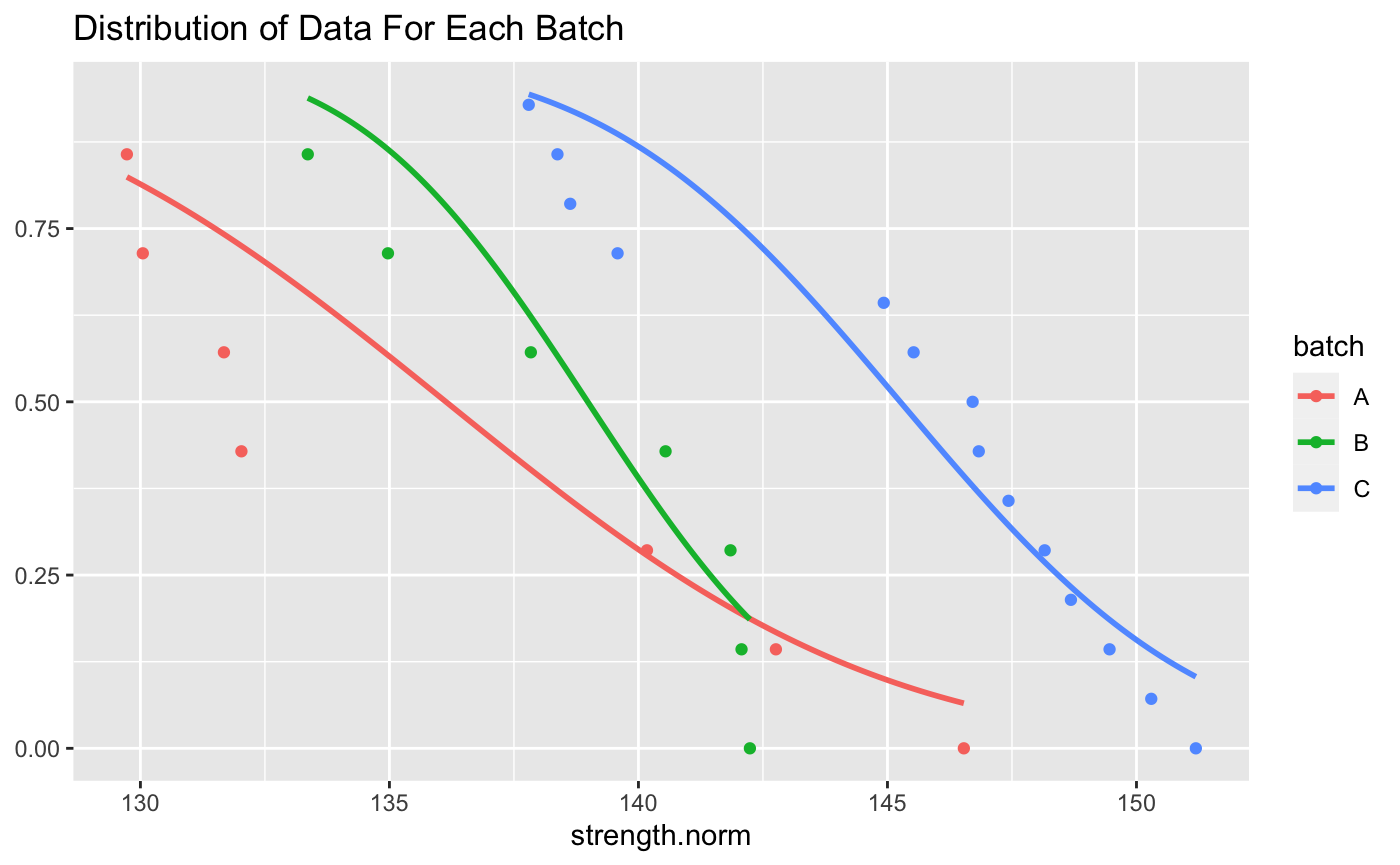 Distribution of Data For Each Batch
0.75
0.50
0.25
0.00
130 135 140 145 150
strength.norm
batch
A
B
C